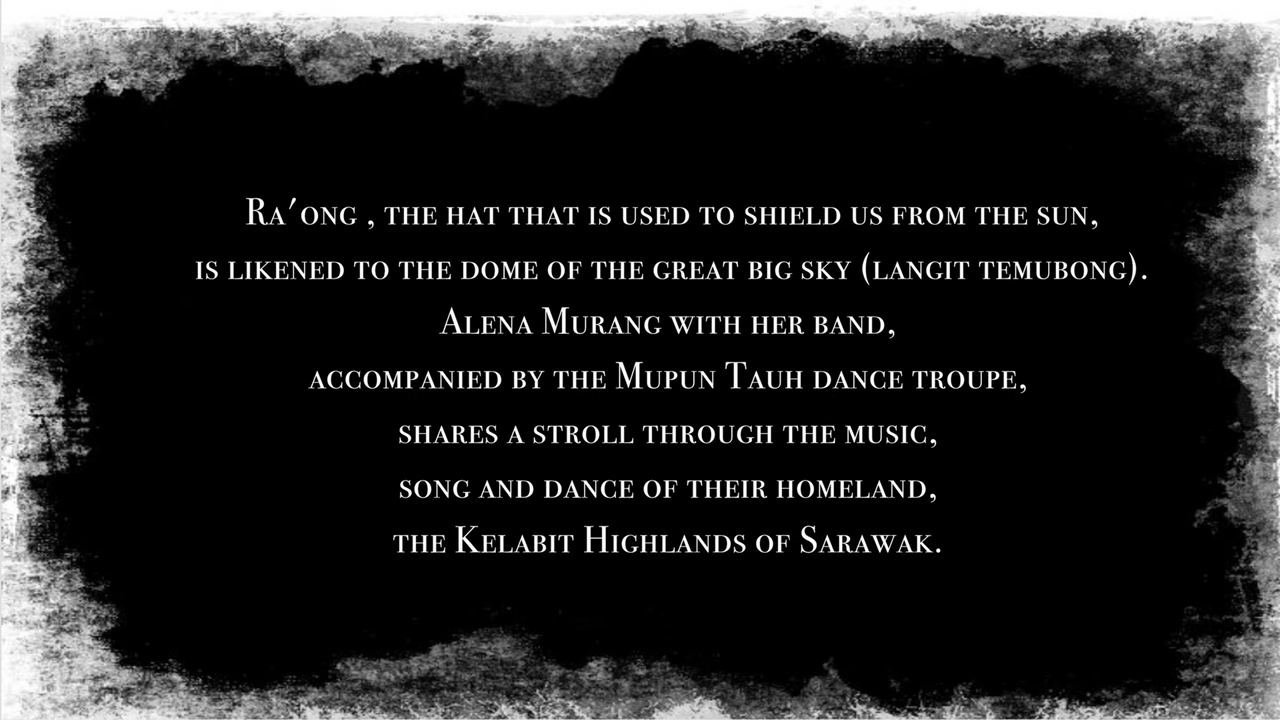 Ra'ong , the hat that is used to shield us from the sun,
is likened to the dome of the great big sky (langit temubong).
Alena Murang with her band,
accompanied by the Mupun Tauh dance troupe,
shares a stroll through the music,
song and dance of their homeland,
the Kelabit Highlands of Sarawak.